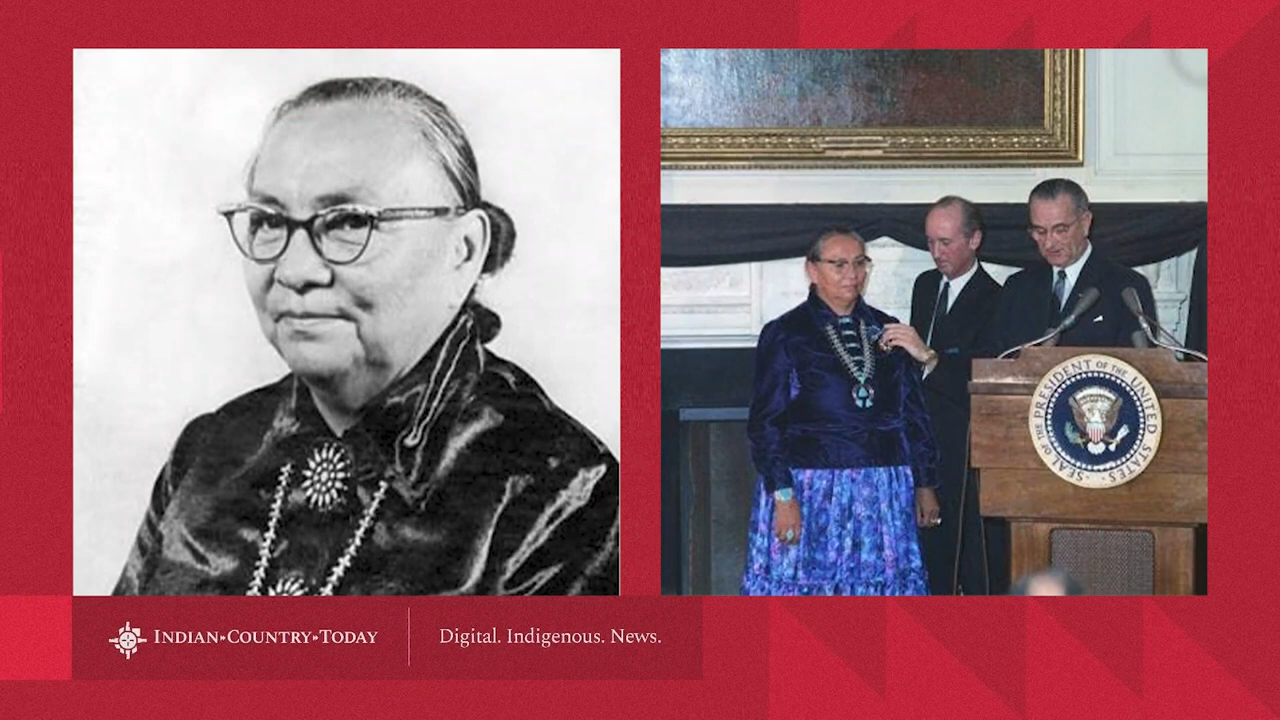 SEAL OF THE PRESIDENT OF THE UNITED STATES
INDIAN COUNTRY TODAY
Digital. Indigenous. News.